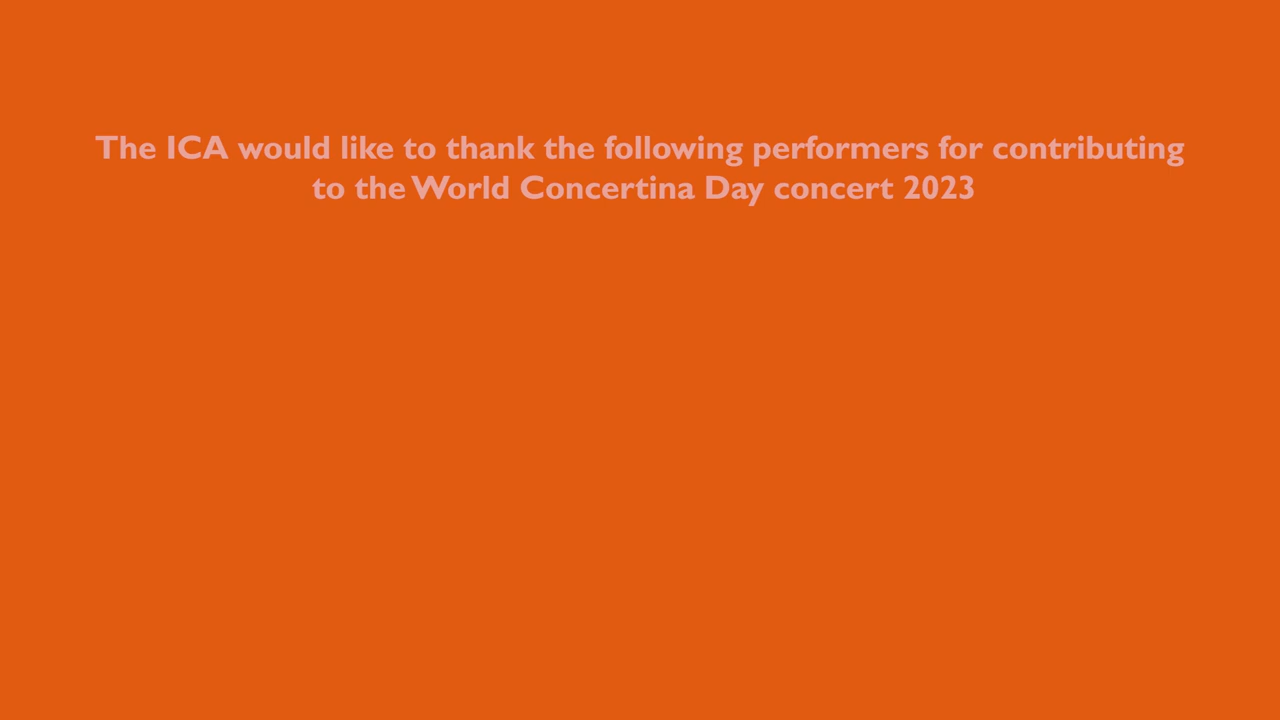 The ICA would like to thank the following performers for contributing
to the World Concertina Day concert 2023